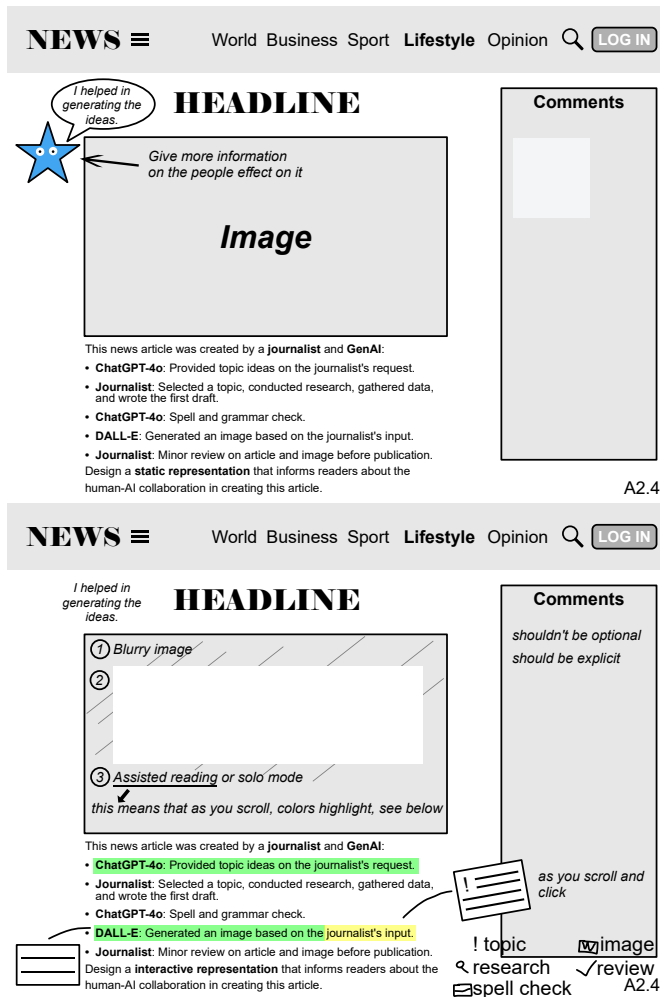 NEWS World Business Sport Lifestyle Opinion LOG IN
I helped in
generating the
ideas.
HEADLINE
Comments
Give more information
on the people effect on it
Image
This news article was created by a journalist and GenAI:
• ChatGPT-4o: Provided topic ideas on the journalist's request.
• Journalist: Selected a topic, conducted research, gathered data,
and wrote the first draft.
• ChatGPT-4o: Spell and grammar check.
• DALL-E: Generated an image based on the journalist's input.
• Journalist: Minor review on article and image before publication.
Design a static representation that informs readers about the
human-AI collaboration in creating this article.
A2.4
NEWS World Business Sport Lifestyle Opinion LOG IN
I helped in
generating the
ideas.
HEADLINE
Comments
shouldn't be optional
should be explicit
1 Blurry image
2
3 Assisted reading or solo mode
this means that as you scroll, colors highlight, see below
This news article was created by a journalist and GenAI:
• ChatGPT-4o: Provided topic ideas on the journalist's request.
• Journalist: Selected a topic, conducted research, gathered data,
and wrote the first draft.
• ChatGPT-4o: Spell and grammar check.
• DALL-E: Generated an image based on the journalist's input.
• Journalist: Minor review on article and image before publication.
Design a interactive representation that informs readers about the
human-AI collaboration in creating this article.
!
as you scroll and
click
! topic
image
research
review
spell check
A2.4